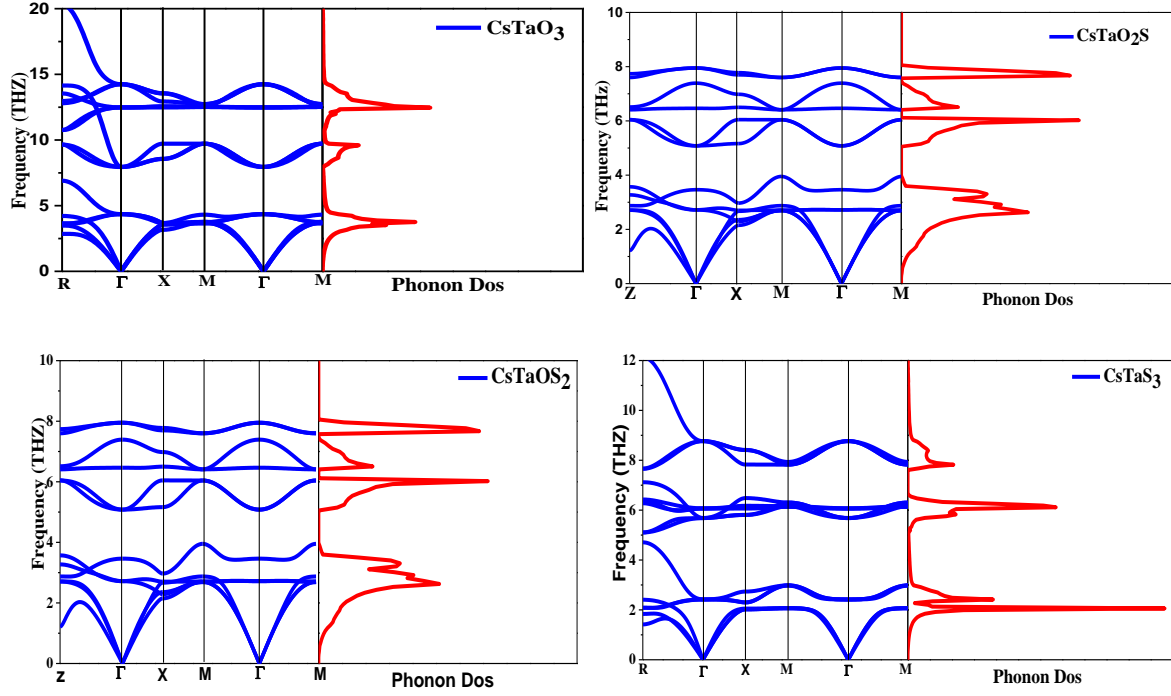 CsTaO3
Frequency (THZ)
20
15
10
5
0
R Γ X M Γ M
Phonon Dos
CsTaO2S
Frequency (THz)
10
8
6
4
2
0
Z Γ X M Γ M
Phonon Dos
CsTaOS2
Frequency (THZ)
10
8
6
4
2
0
z Γ X M Γ M
Phonon Dos
CsTaS3
Frequency (THZ)
12
10
8
6
4
2
0
R Γ X M Γ M
Phonon Dos